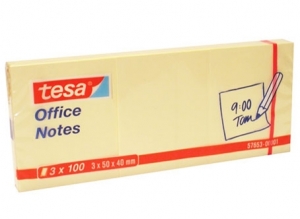 tesa
Office
Notes
9:00
Tom
3 x 100
3 x 50 x 40 mm